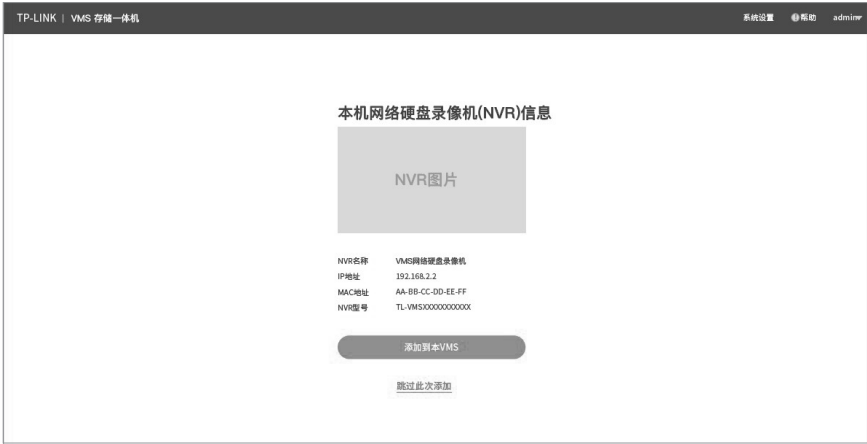 TP-LINK | VMS 存储一体机 系统设置 帮助 admin
本机网络硬盘录像机(NVR)信息
NVR图片
NVR名称 VMS网络硬盘录像机
IP地址 192.168.2.2
MAC地址 AA-BB-CC-DD-EE-FF
NVR型号 TL-VMSXXXXXXXXXXX
添加到本VMS
跳过此次添加